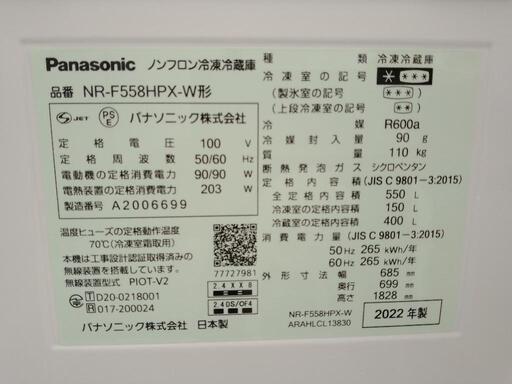 Panasonic ノンフロン冷凍冷蔵庫
品番 NR-F558HPX-W形
S JET PS E パナソニック株式会社
定格電圧 100 V
定格周波数 50/60 Hz
電動機の定格消費電力 90/90 W
電熱装置の定格消費電力 203 W
製造番号 A2006699
温度ヒューズの定格動作温度
70℃(冷凍室霜取用)
本機は工事設計認証取得済みの
無線装置を搭載しています。
無線装置型式 PIOT-V2
T D20-0218001
R 017-200024
77727981
2.4XX8
2.4DS/OF4
パナソニック株式会社 日本製
種類 冷凍冷蔵庫
冷凍室の記号 ****
(製氷室の記号) **
(上段冷凍室の記号) **
冷媒 R600a
冷媒封入量 90 g
質量 110 kg
断熱発泡ガス シクロペンタン
定格内容積 (JIS C 9801-3:2015)
全定格内容積 550 L
冷凍室定格内容積 150 L
冷蔵室定格内容積 400 L
消費電力量 (JIS C 9801-3:2015)
50Hz 265 kWh/年
60Hz 265 kWh/年
外形寸法 幅 685 mm
奥行 699 mm
高さ 1828 mm
NR-F558HPX-W
ARAHLCL13830
2022年製